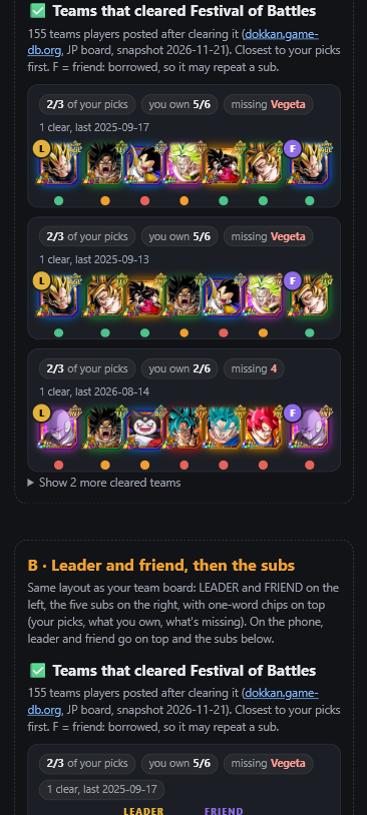 ✅ Teams that cleared Festival of Battles
155 teams players posted after clearing it (dokkan.game-
db.org, JP board, snapshot 2026-11-21). Closest to your picks
first. F = friend: borrowed, so it may repeat a sub.
2/3 of your picks you own 5/6 missing Vegeta
1 clear, last 2025-09-17
L F
2/3 of your picks you own 5/6 missing Vegeta
1 clear, last 2025-09-13
L F
2/3 of your picks you own 2/6 missing 4
1 clear, last 2026-08-14
L F
▶ Show 2 more cleared teams
B · Leader and friend, then the subs
Same layout as your team board: LEADER and FRIEND on the
left, the five subs on the right, with one-word chips on top
(your picks, what you own, what's missing). On the phone,
leader and friend go on top and the subs below.
✅ Teams that cleared Festival of Battles
155 teams players posted after clearing it (dokkan.game-
db.org, JP board, snapshot 2026-11-21). Closest to your picks
first. F = friend: borrowed, so it may repeat a sub.
2/3 of your picks you own 5/6 missing Vegeta
1 clear, last 2025-09-17
LEADER FRIEND